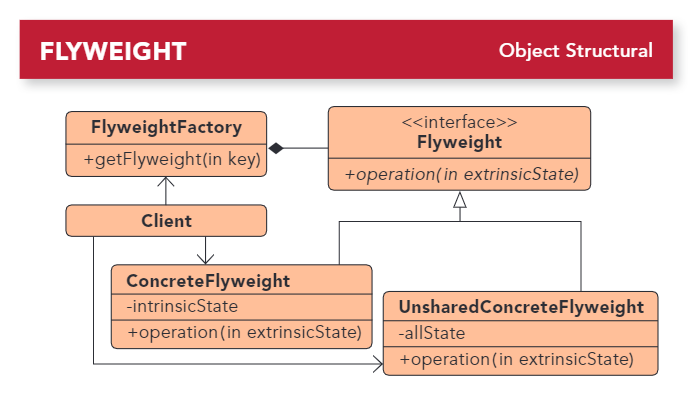 FLYWEIGHT
Object Structural
FlyweightFactory
+getFlyweight(in key)
<<interface>>
Flyweight
+operation(in extrinsicState)
Client
ConcreteFlyweight
-intrinsicState
+operation(in extrinsicState)
UnsharedConcreteFlyweight
-allState
+operation(in extrinsicState)